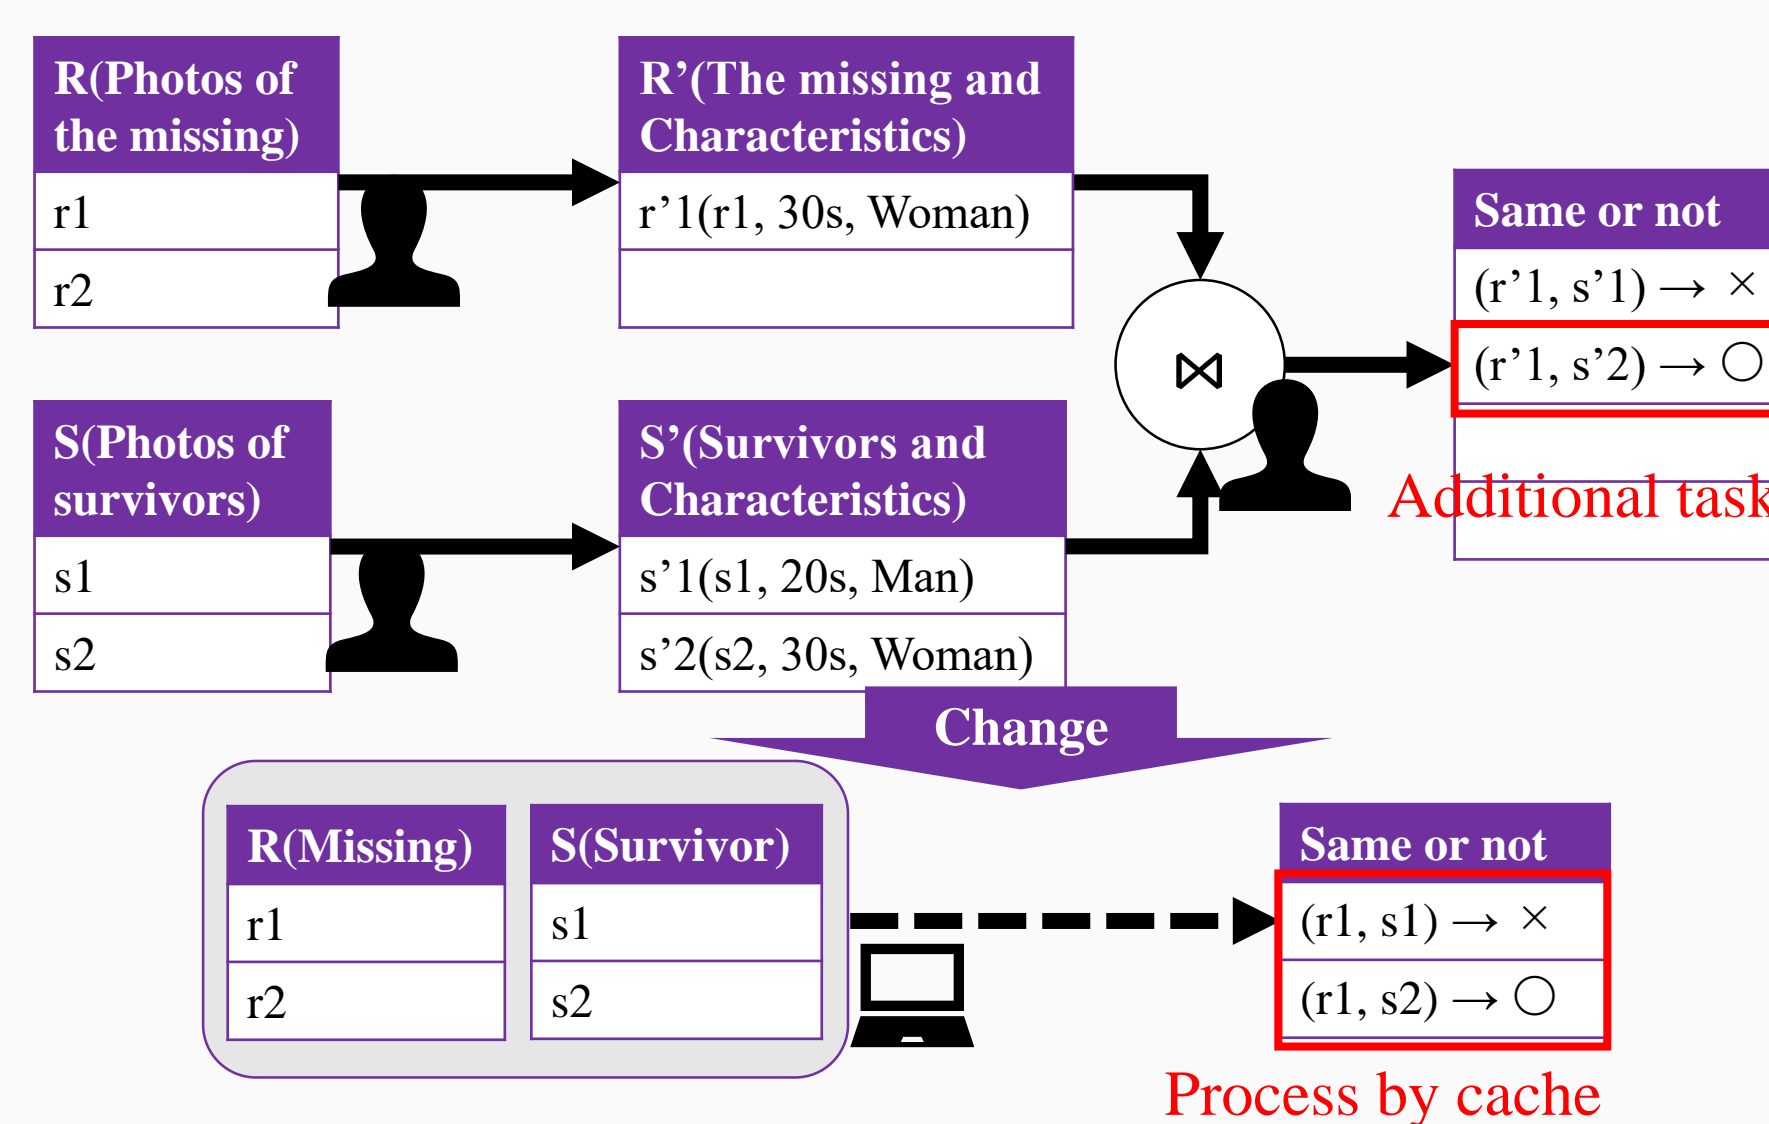 R(Photos of
the missing)
r1
r2
R’(The missing and
Characteristics)
r’1(r1, 30s, Woman)
S(Photos of
survivors)
s1
s2
S’(Survivors and
Characteristics)
s’1(s1, 20s, Man)
s’2(s2, 30s, Woman)
⋈
Same or not
(r’1, s’1) → ×
(r’1, s’2) → ○
Additional task
Change
R(Missing)
r1
r2
S(Survivor)
s1
s2
Same or not
(r1, s1) → ×
(r1, s2) → ○
Process by cache